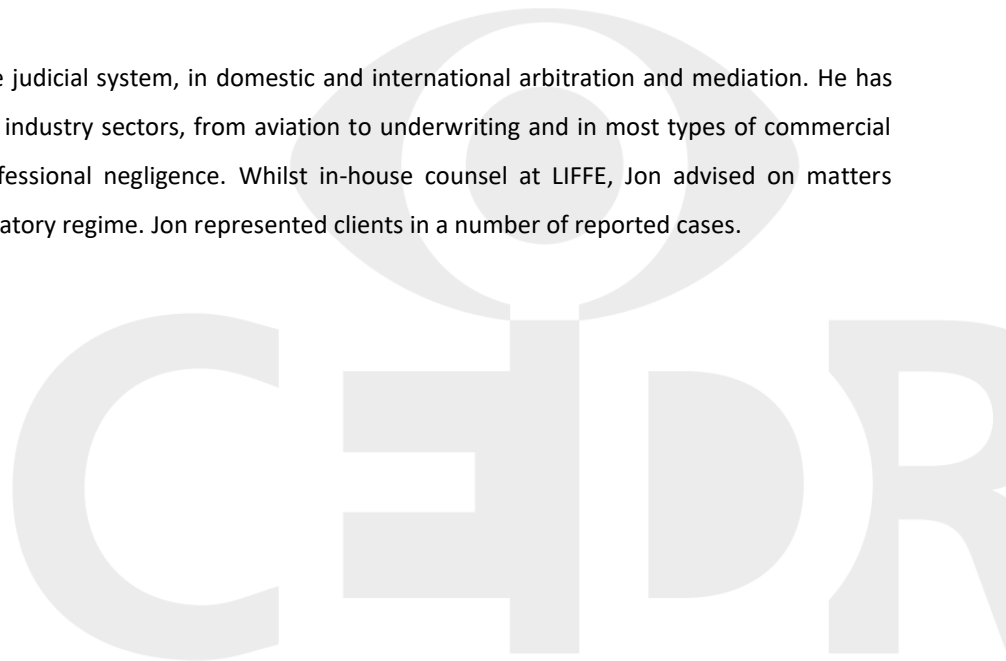 e judicial system, in domestic and international arbitration and mediation. He has
industry sectors, from aviation to underwriting and in most types of commercial
fessional negligence. Whilst in-house counsel at LIFFE, Jon advised on matters
atory regime. Jon represented clients in a number of reported cases.
CEDR